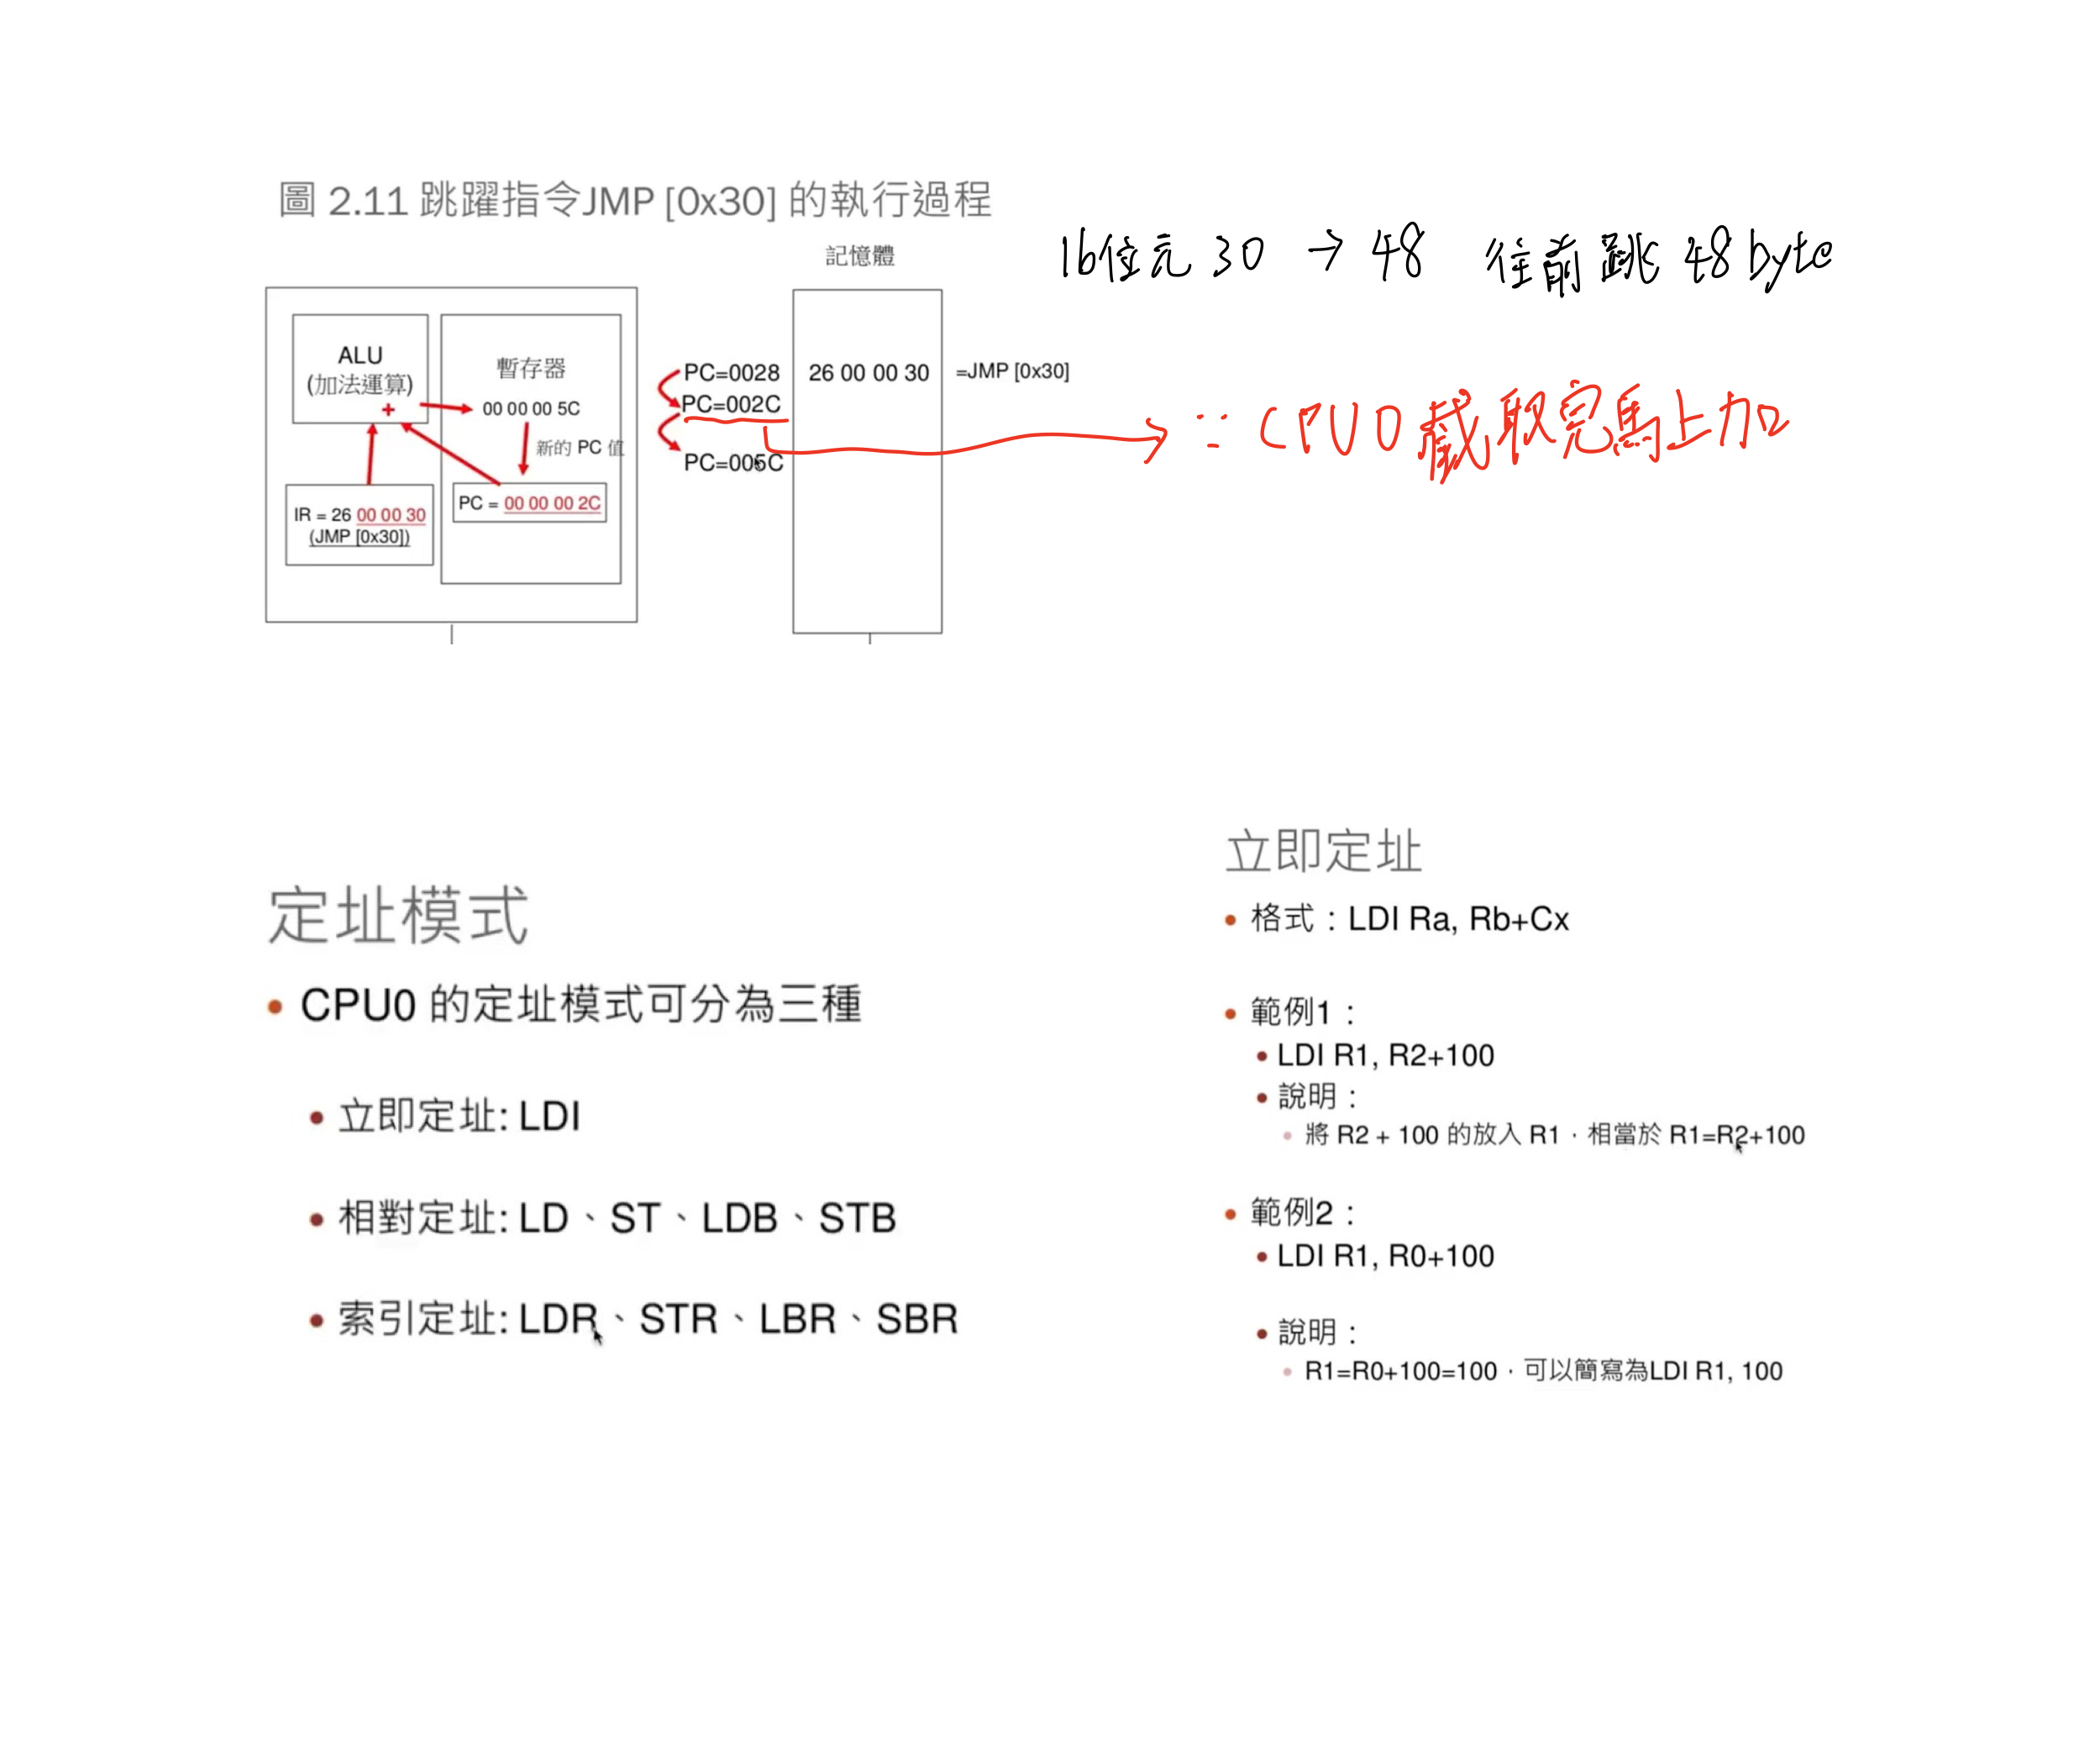 圖 2.11 跳躍指令JMP [0x30] 的執行過程
記憶體
16位元 30 → 48 往前跳 48 byte
ALU
(加法運算)
+
暫存器
00 00 00 5C
新的 PC 值
PC = 00 00 00 2C
IR = 26 00 00 30
(JMP [0x30])
PC=0028
PC=002C
PC=005C
26 00 00 30
=JMP [0x30]
∵ CPU0 截取完馬上加
定址模式
• CPU0 的定址模式可分為三種
• 立即定址: LDI
• 相對定址: LD、ST、LDB、STB
• 索引定址: LDR、STR、LBR、SBR
立即定址
• 格式：LDI Ra, Rb+Cx
• 範例1：
• LDI R1, R2+100
• 說明：
• 將 R2 + 100 的放入 R1，相當於 R1=R2+100
• 範例2：
• LDI R1, R0+100
• 說明：
• R1=R0+100=100，可以簡寫為LDI R1, 100